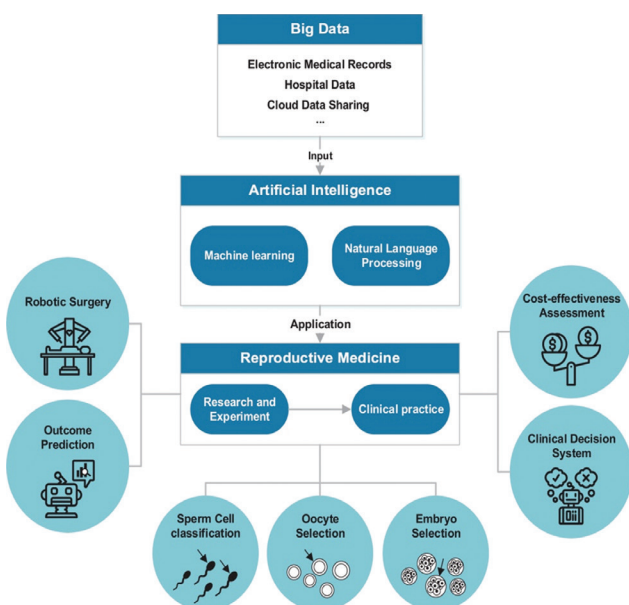 Big Data
Electronic Medical Records
Hospital Data
Cloud Data Sharing
...
Input
Artificial Intelligence
Machine learning
Natural Language
Processing
Application
Robotic Surgery
Cost-effectiveness
Assessment
$
$
Reproductive Medicine
Research and
Experiment
Clinical practice
Outcome
Prediction
Clinical Decision
System
Sperm Cell
classification
Oocyte
Selection
Embryo
Selection